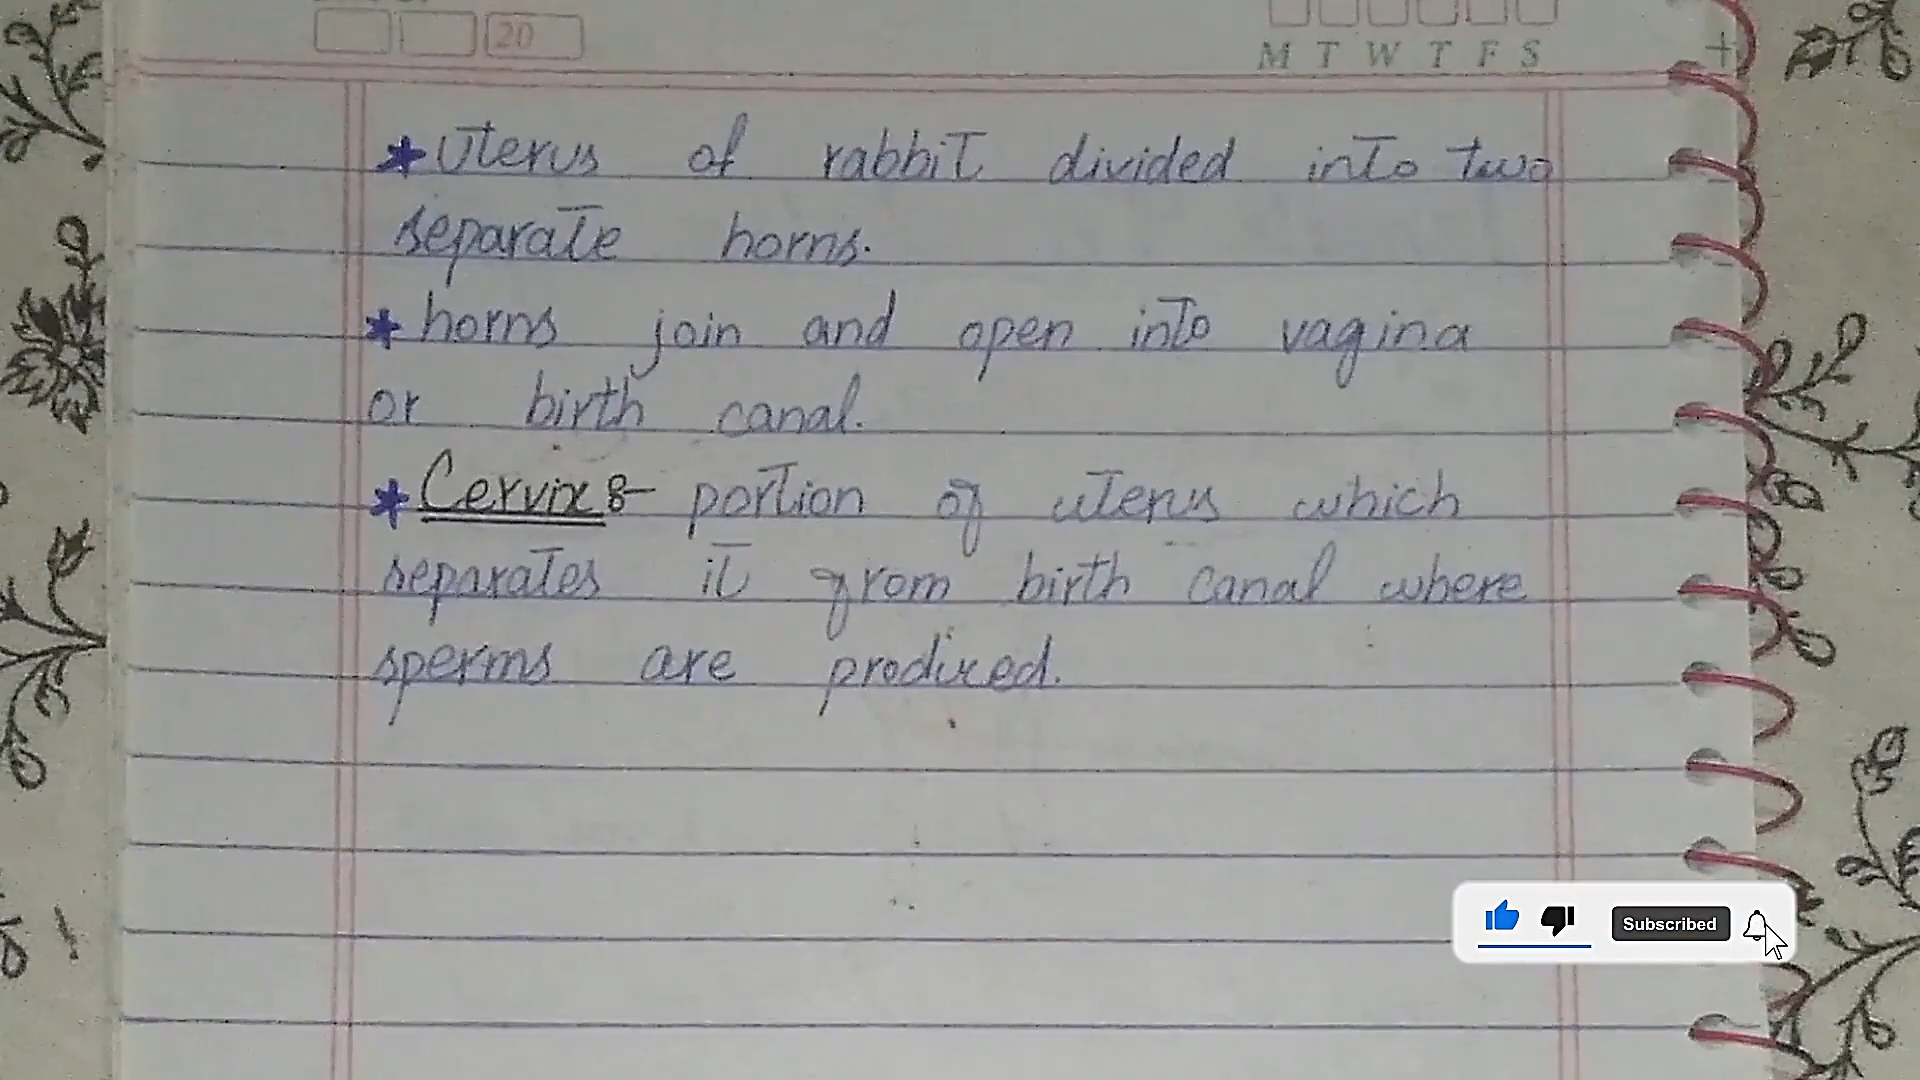 20
M T W T F S
* Uterus of rabbit divided into two
separate horns.
* horns join and open into vagina
or birth canal.
* Cervix :- portion of uterus which
separates it from birth canal where
sperms are produced.
Subscribed